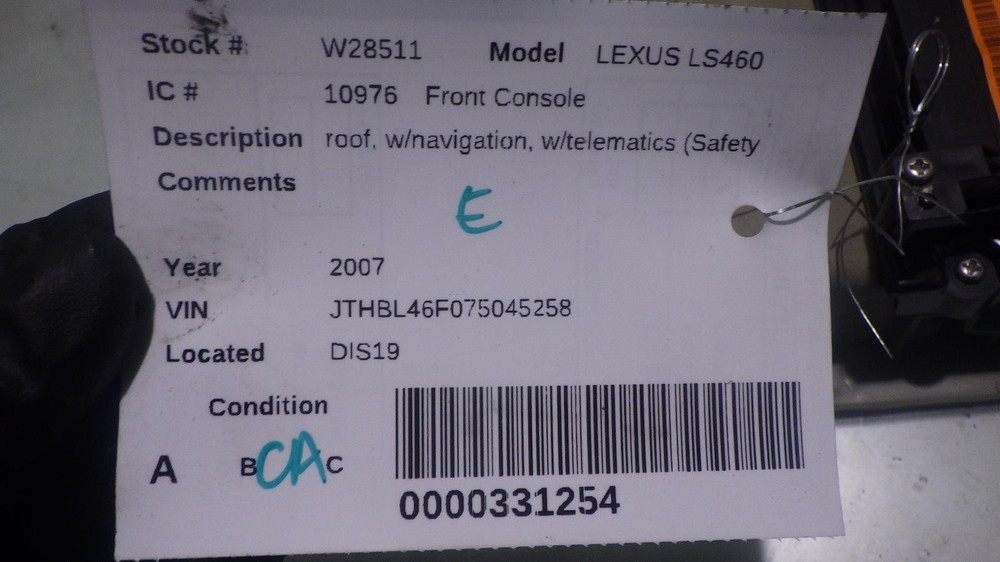 Stock #: W28511 Model LEXUS LS460
IC # 10976 Front Console
Description roof, w/navigation, w/telematics (Safety
Comments
E
Year 2007
VIN JTHBL46F075045258
Located DIS19
Condition
A B CA C
0000331254